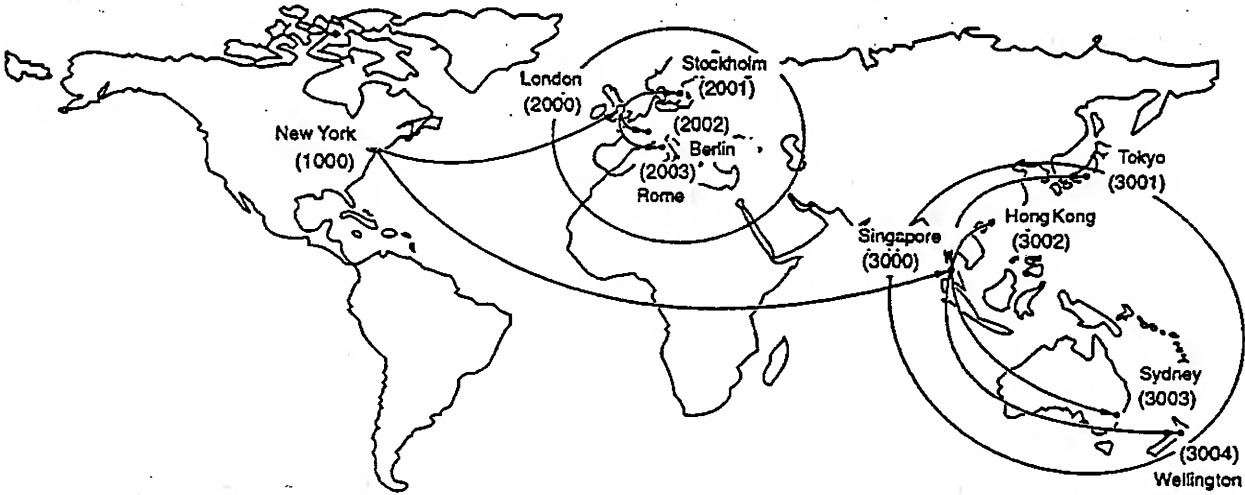 London
(2000)
Stockholm
(2001)
New York
(1000)
(2002)
Berlin
(2003)
Rome
Tokyo
(3001)
Hong Kong
(3002)
Singapore
(3000)
Sydney
(3003)
(3004)
Wellington